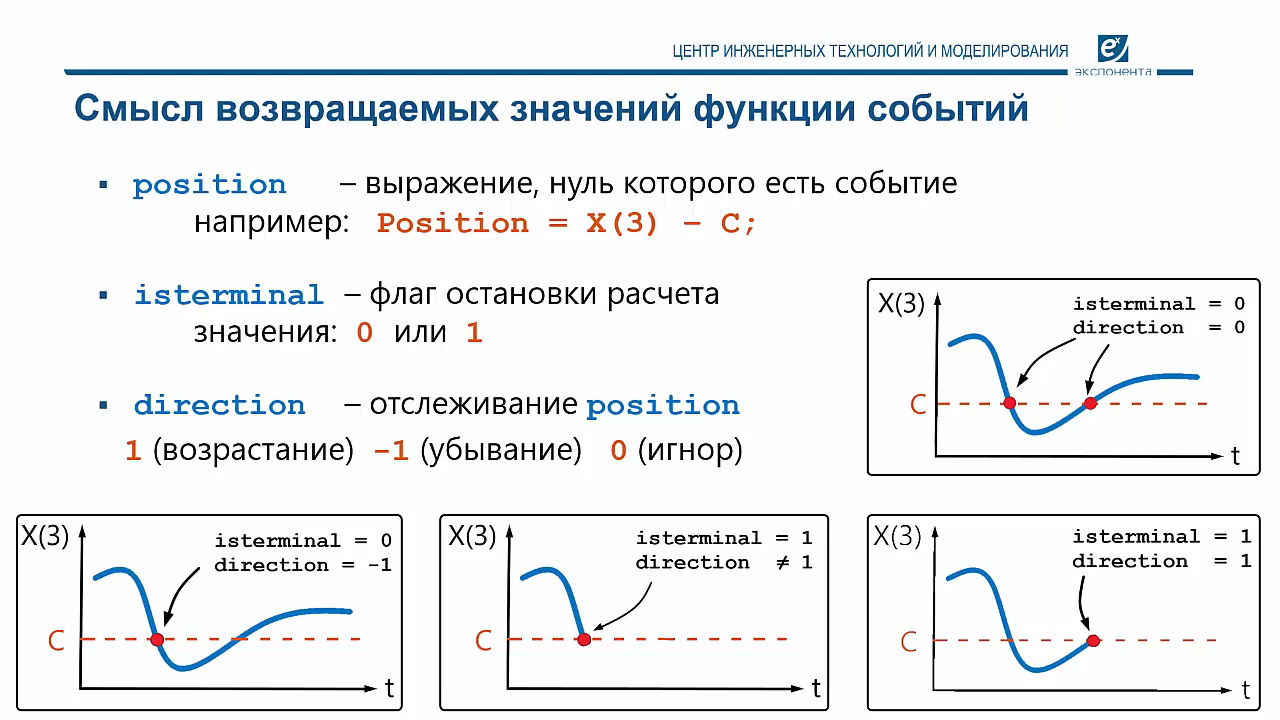 ЦЕНТР ИНЖЕНЕРНЫХ ТЕХНОЛОГИЙ И МОДЕЛИРОВАНИЯ
e^x
экспонента
Смысл возвращаемых значений функции событий
▪ position – выражение, нуль которого есть событие
например: Position = X(3) – C;
▪ isterminal – флаг остановки расчета
значения: 0 или 1
▪ direction – отслеживание position
1 (возрастание) -1 (убывание) 0 (игнор)
X(3)
isterminal = 0
direction = 0
C
t
X(3)
isterminal = 0
direction = -1
C
t
X(3)
isterminal = 1
direction ≠ 1
C
t
X(3)
isterminal = 1
direction = 1
C
t